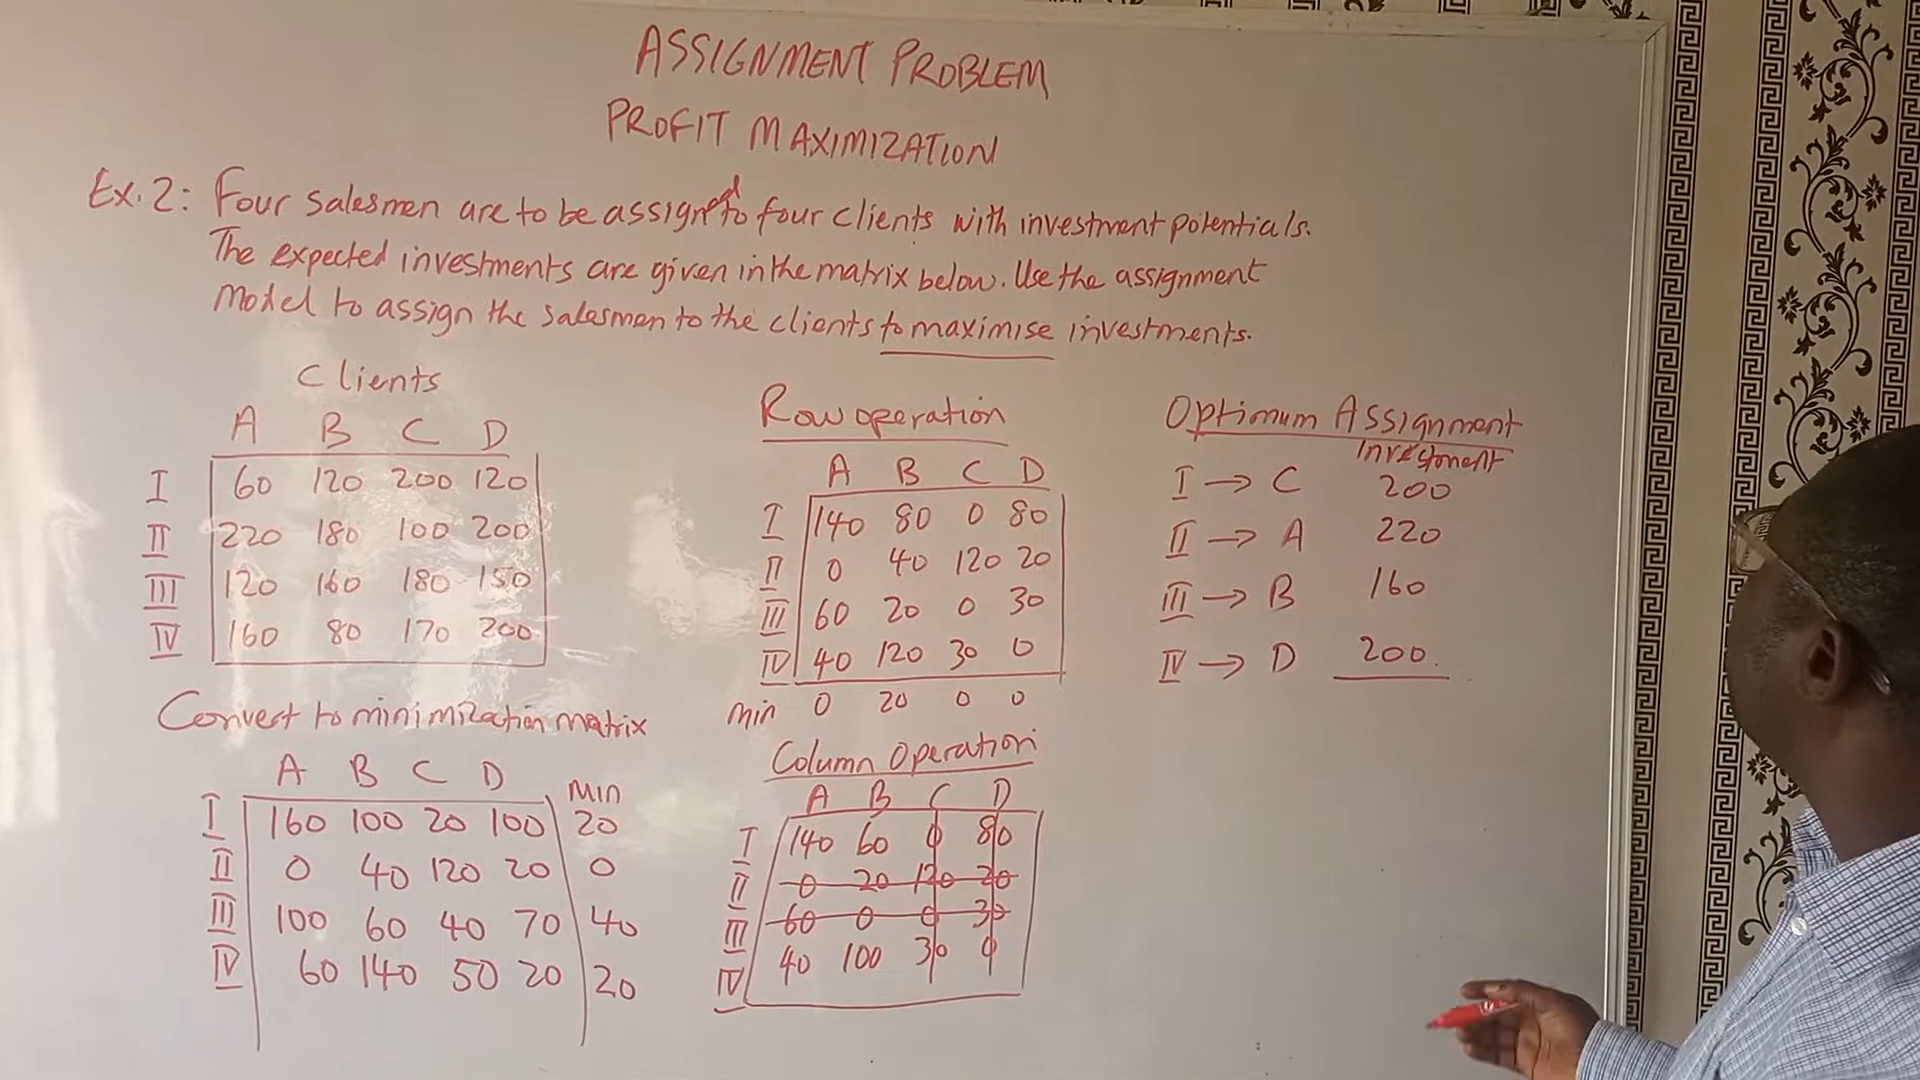 ASSIGNMENT PROBLEM
PROFIT MAXIMIZATION
Ex. 2: Four salesmen are to be assigned to four clients with investment potentials.
The expected investments are given in the matrix below. Use the assignment
Model to assign the salesmen to the clients to maximise investments.
Clients
A B C D
I 60 120 200 120
II 220 180 100 200
III 120 160 180 150
IV 160 80 170 200
Convert to minimization matrix
A B C D Min
I 160 100 20 100 20
II 0 40 120 20 0
III 100 60 40 70 40
IV 60 140 50 20 20
Row operation
A B C D
I 140 80 0 80
II 0 40 120 20
III 60 20 0 30
IV 40 120 30 0
min 0 20 0 0
Column Operation
A B C D
I 140 60 0 80
II 0 20 120 20
III 60 0 0 30
IV 40 100 30 0
Optimum Assignment
Investment
I → C 200
II → A 220
III → B 160
IV → D 200.